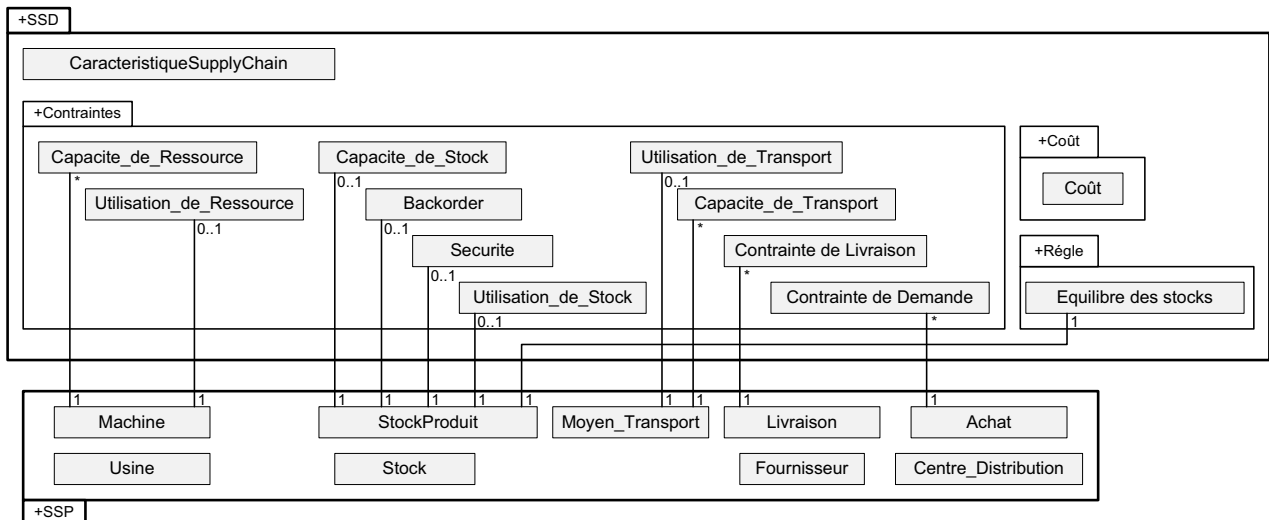 +SSD
CaracteristiqueSupplyChain
+Contraintes
+Coût
Capacite_de_Ressource
Capacite_de_Stock
Utilisation_de_Transport
Coût
* 0..1 0..1
Utilisation_de_Ressource
Backorder
Capacite_de_Transport
0..1 0..1 *
Securite
Contrainte de Livraison
+Régle
0..1 *
Utilisation_de_Stock
Contrainte de Demande
Equilibre des stocks
0..1 * 1
1 1 1 1 1 1 1 1 1 1 1
Machine
StockProduit
Moyen_Transport
Livraison
Achat
Usine
Stock
Fournisseur
Centre_Distribution
+SSP